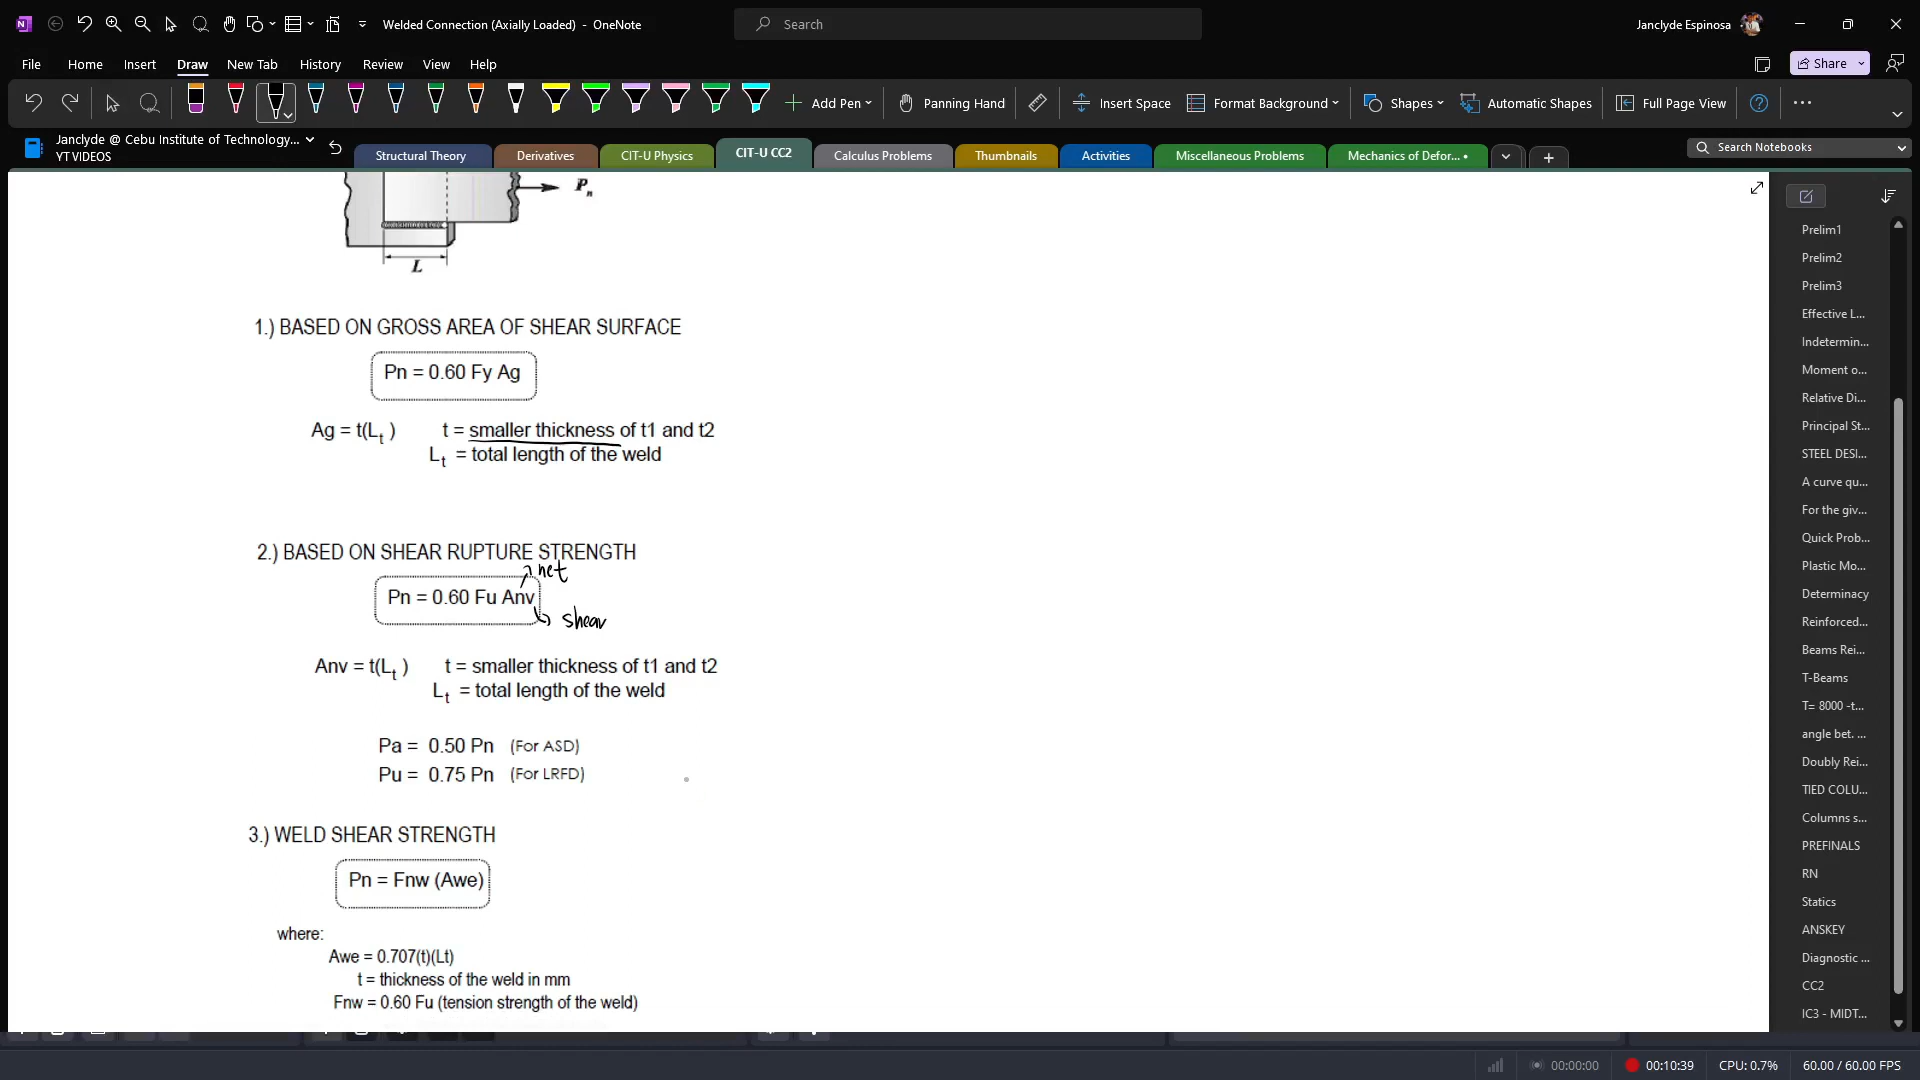 Welded Connection (Axially Loaded) - OneNote
Search
Janclyde Espinosa
File Home Insert Draw New Tab History Review View Help
Share
Add Pen Panning Hand Insert Space Format Background Shapes Automatic Shapes Full Page View
Janclyde @ Cebu Institute of Technology...
YT VIDEOS
Structural Theory Derivatives CIT-U Physics CIT-U CC2 Calculus Problems Thumbnails Activities Miscellaneous Problems Mechanics of Defor... •
Search Notebooks
Pn
L
1.) BASED ON GROSS AREA OF SHEAR SURFACE
Pn = 0.60 Fy Ag
Ag = t(Lt ) t = smaller thickness of t1 and t2
Lt = total length of the weld
2.) BASED ON SHEAR RUPTURE STRENGTH
net
Pn = 0.60 Fu Anv
shear
Anv = t(Lt ) t = smaller thickness of t1 and t2
Lt = total length of the weld
Pa = 0.50 Pn (For ASD)
Pu = 0.75 Pn (For LRFD)
3.) WELD SHEAR STRENGTH
Pn = Fnw (Awe)
where:
Awe = 0.707(t)(Lt)
t = thickness of the weld in mm
Fnw = 0.60 Fu (tension strength of the weld)
Prelim1
Prelim2
Prelim3
Effective L...
Indetermin...
Moment o...
Relative Di...
Principal St...
STEEL DESI...
A curve qu...
For the giv...
Quick Prob...
Plastic Mo...
Determinacy
Reinforced...
Beams Rei...
T-Beams
T= 8000 -t...
angle bet. ...
Doubly Rei...
TIED COLU...
Columns s...
PREFINALS
RN
Statics
ANSKEY
Diagnostic ...
CC2
IC3 - MIDT...
00:00:00 00:10:39 CPU: 0.7% 60.00 / 60.00 FPS